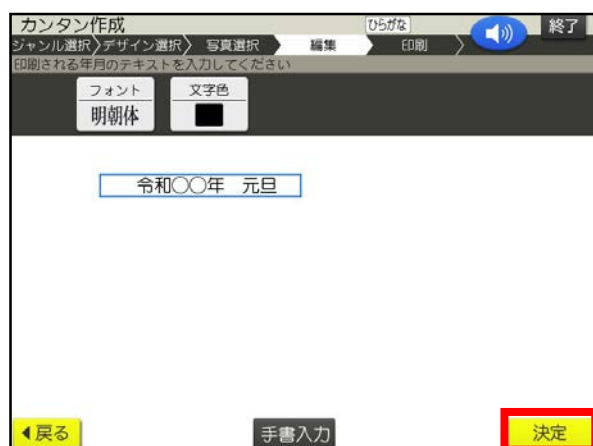 カンタン作成 ひらがな 終了
ジャンル選択 デザイン選択 写真選択 編集 印刷
印刷される年月のテキストを入力してください
フォント 文字色
明朝体
令和〇〇年 元旦
戻る 手書入力 決定